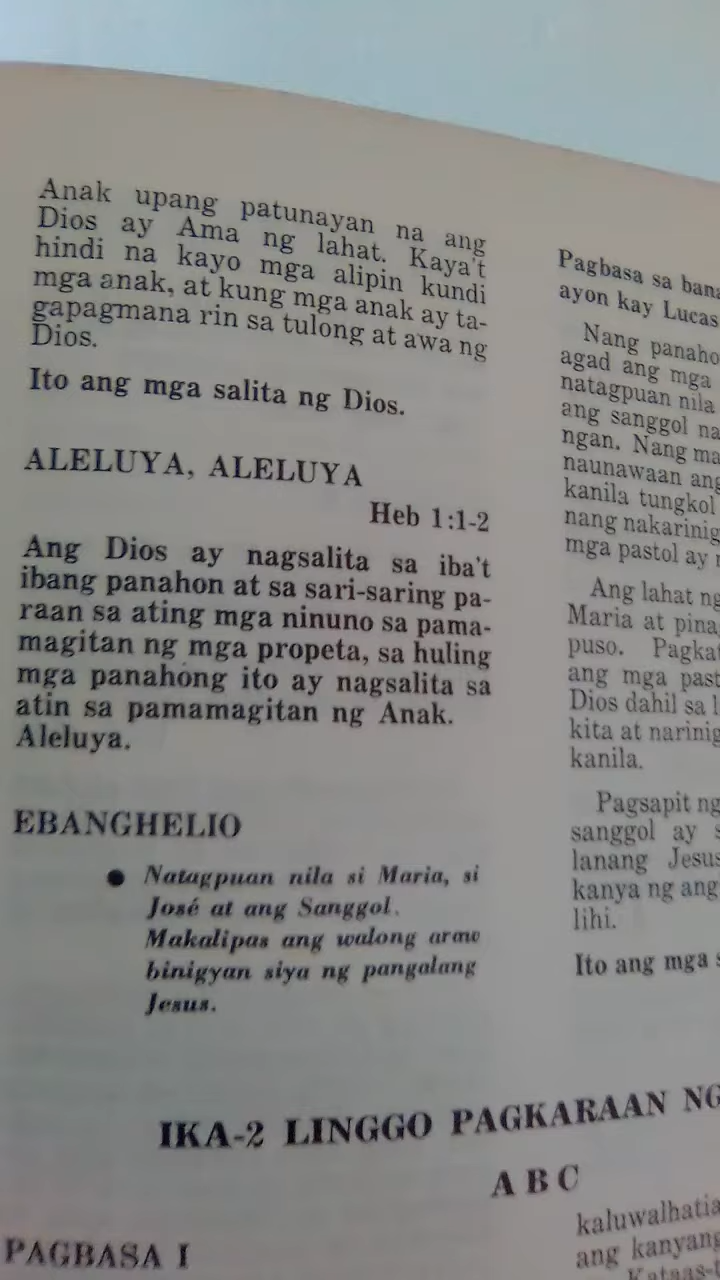 Anak upang patunayan na ang
Dios ay Ama ng lahat. Kaya't
hindi na kayo mga alipin kundi
mga anak, at kung mga anak ay ta-
gapagmana rin sa tulong at awa ng
Dios.
Ito ang mga salita ng Dios.
ALELUYA, ALELUYA
Heb 1:1-2
Ang Dios ay nagsalita sa iba't
ibang panahon at sa sari-saring pa-
raan sa ating mga ninuno sa pama-
magitan ng mga propeta, sa huling
mga panahong ito ay nagsalita sa
atin sa pamamagitan ng Anak.
Aleluya.
EBANGHELIO
● Natagpuan nila si Maria, si
José at ang Sanggol.
Makalipas ang walong araw
binigyan siya ng pangalang
Jesus.
Pagbasa sa
ayon kay Lucas
Nang
agad ang mga
natagpuan nila
ang sanggol
ngan. Nang
naunawaan
kanila tungkol
nang
mga pastol ay
Ang lahat
Maria at
puso.
ang mga
Dios dahil sa
kita at
kanila.
Pagsapit
sanggol ay
lanang
kanya ng
lihi.
Ito ang mga
IKA-2 LINGGO PAGKARAAN NG
A B C
PAGBASA I
ang